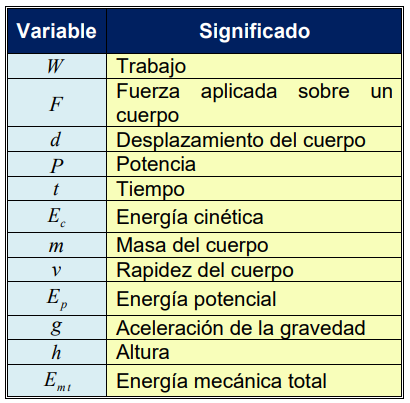 Variable Significado
W Trabajo
F Fuerza aplicada sobre un
cuerpo
d Desplazamiento del cuerpo
P Potencia
t Tiempo
E_c Energía cinética
m Masa del cuerpo
v Rapidez del cuerpo
E_p Energía potencial
g Aceleración de la gravedad
h Altura
E_{mt} Energía mecánica total